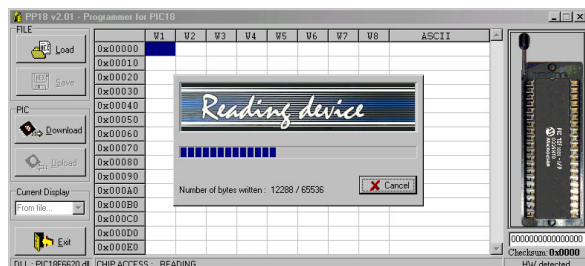 PP18 v2.01 - Programmer for PIC18
FILE
Load
Save
PIC
Download
Upload
Current Display
From file...
Exit
W1 W2 W3 W4 W5 W6 W7 W8 ASCII
0x00000
0x00010
0x00020
0x00030
0x00040
0x00050
0x00060
0x00070
0x00080
0x00090
0x000A0
0x000B0
0x000C0
0x000D0
0x000E0
Reading device
Number of bytes written : 12288 / 65536
Cancel
0000000000000000
Checksum: 0x0000
DLL : PIC18F6620.dll CHIP ACCESS : READING HW detected